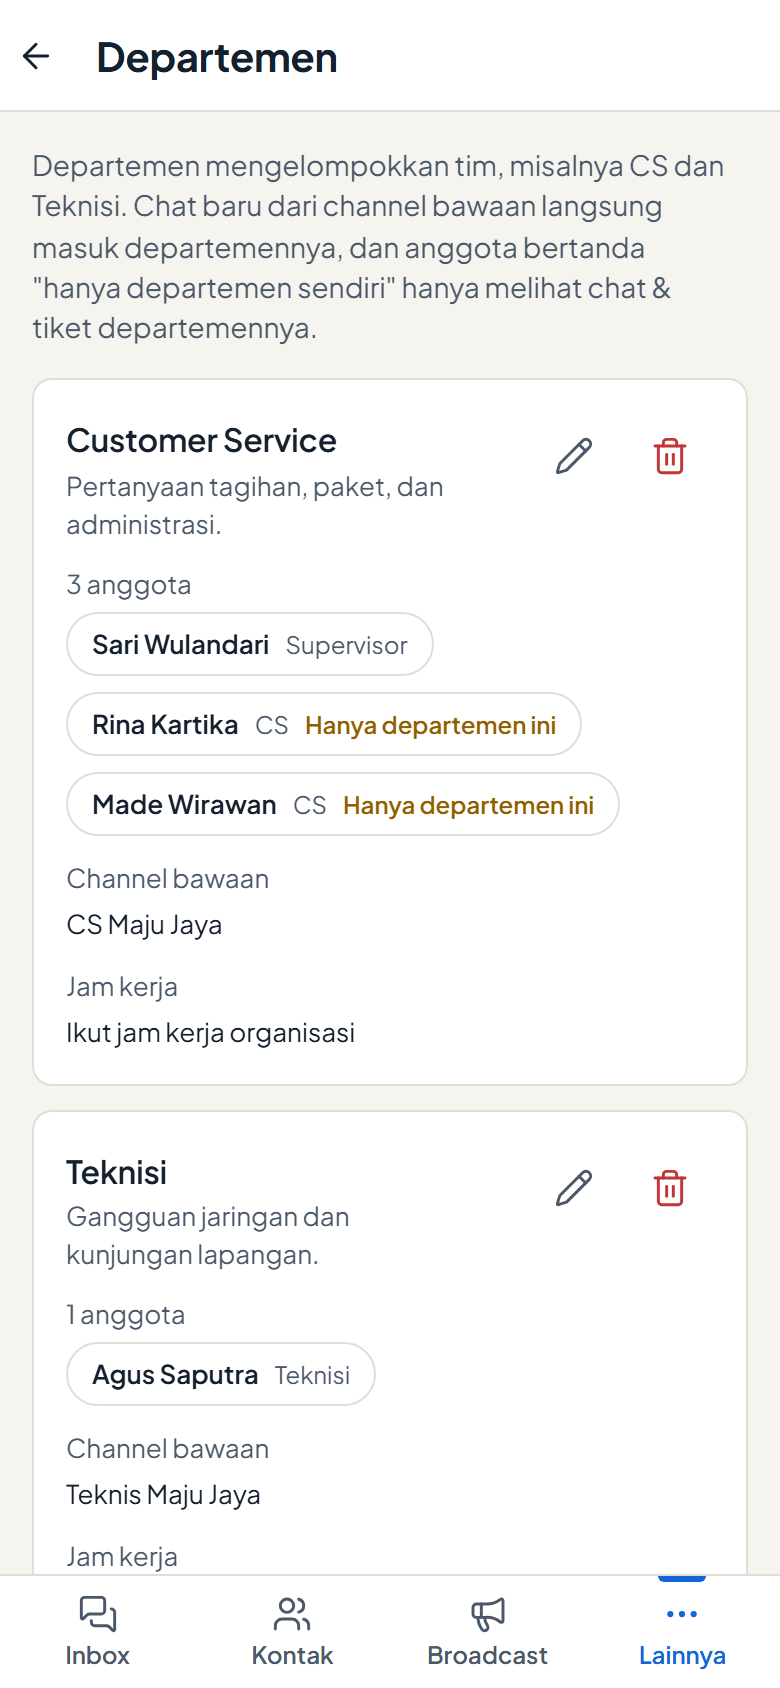 Departemen
Departemen mengelompokkan tim, misalnya CS dan
Teknisi. Chat baru dari channel bawaan langsung
masuk departemennya, dan anggota bertanda
"hanya departemen sendiri" hanya melihat chat &
tiket departemennya.
Customer Service
Pertanyaan tagihan, paket, dan
administrasi.
3 anggota
Sari Wulandari Supervisor
Rina Kartika CS Hanya departemen ini
Made Wirawan CS Hanya departemen ini
Channel bawaan
CS Maju Jaya
Jam kerja
Ikut jam kerja organisasi
Teknisi
Gangguan jaringan dan
kunjungan lapangan.
1 anggota
Agus Saputra Teknisi
Channel bawaan
Teknis Maju Jaya
Jam kerja
Inbox Kontak Broadcast Lainnya